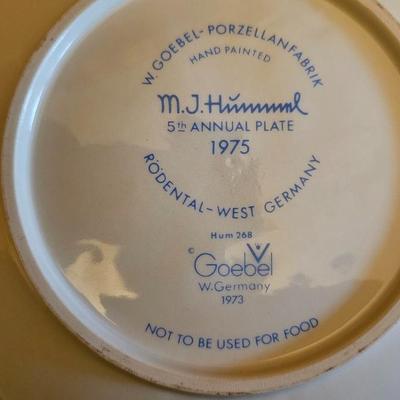 W. GOEBEL-PORZELLANFABRIK
HAND PAINTED
M.J.Hümmel
5th ANNUAL PLATE
1975
RÖDENTAL-WEST GERMANY
Hum 268
© Goebel
W.Germany
1973
NOT TO BE USED FOR FOOD